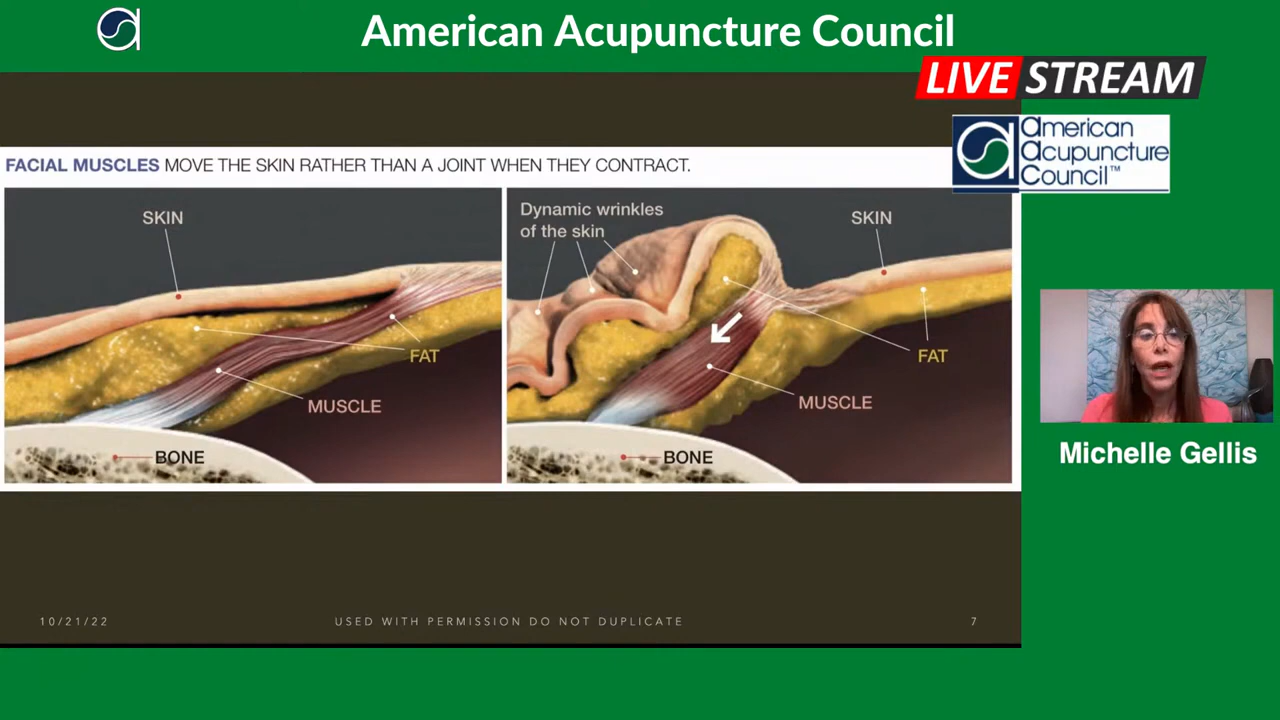 American Acupuncture Council
LIVE STREAM
american
acupuncture
Council™
FACIAL MUSCLES MOVE THE SKIN RATHER THAN A JOINT WHEN THEY CONTRACT.
SKIN
FAT
MUSCLE
BONE
Dynamic wrinkles
of the skin
SKIN
FAT
MUSCLE
BONE
Michelle Gellis
10/21/22
USED WITH PERMISSION DO NOT DUPLICATE
7